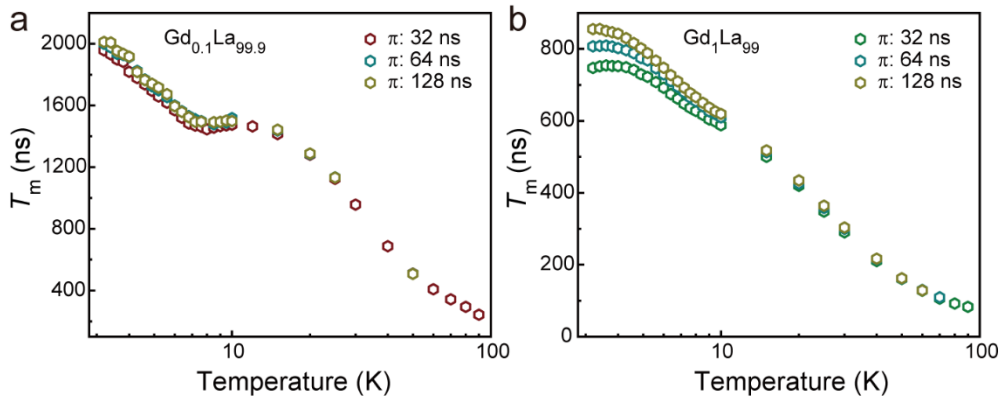 a
Gd0.1La99.9
π: 32 ns
π: 64 ns
π: 128 ns
2000
1600
1200
800
400
Tm (ns)
10
100
Temperature (K)
b
Gd1La99
π: 32 ns
π: 64 ns
π: 128 ns
800
600
400
200
0
Tm (ns)
10
100
Temperature (K)